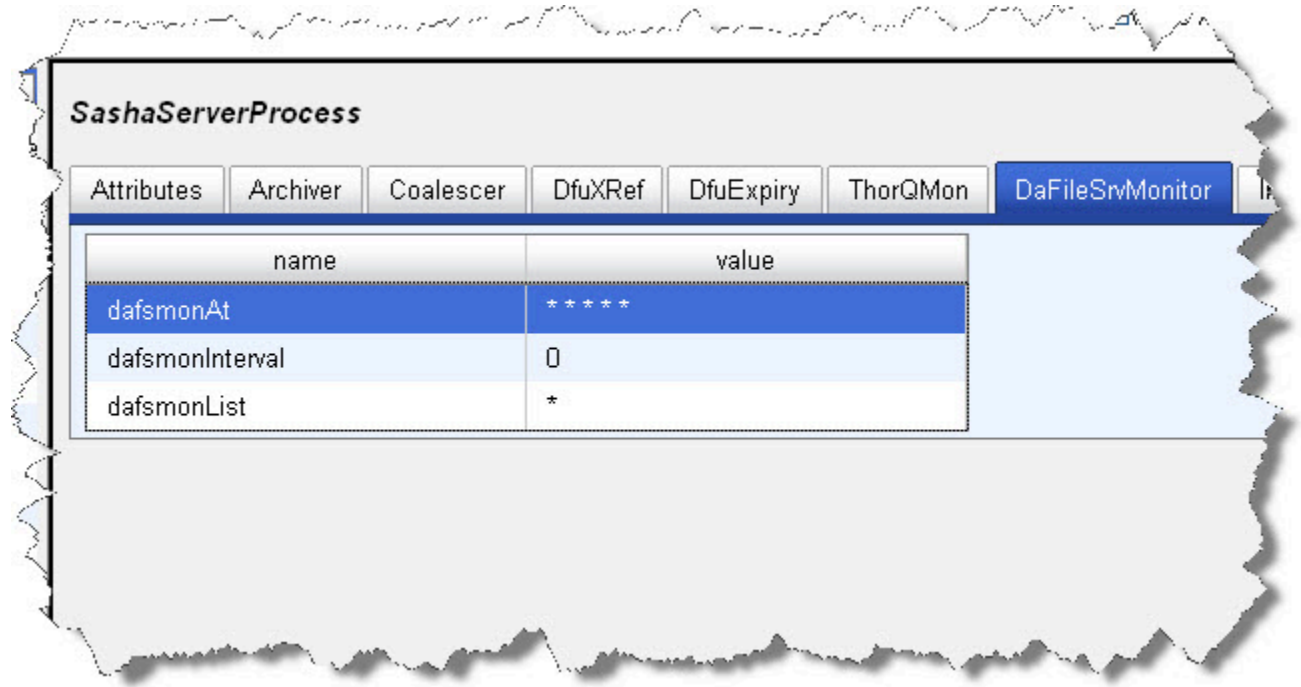 SashaServerProcess
Attributes Archiver Coalescer DfuXRef DfuExpiry ThorQMon DaFileSrvMonitor
name value
dafsmonAt * * * * *
dafsmonInterval 0
dafsmonList *